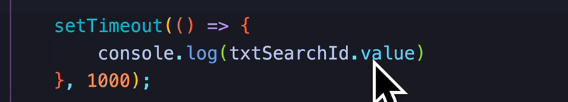 setTimeout(() => {
console.log(txtSearchId.value)
}, 1000);